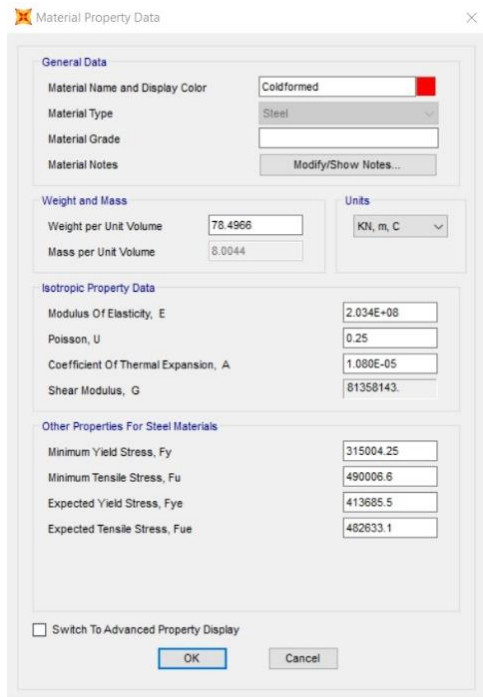 Material Property Data
General Data
Material Name and Display Color Coldformed
Material Type Steel
Material Grade
Material Notes Modify/Show Notes...
Weight and Mass Units
Weight per Unit Volume 78.4966 KN, m, C
Mass per Unit Volume 8.0044
Isotropic Property Data
Modulus Of Elasticity, E 2.034E+08
Poisson, U 0.25
Coefficient Of Thermal Expansion, A 1.080E-05
Shear Modulus, G 81358143.
Other Properties For Steel Materials
Minimum Yield Stress, Fy 315004.25
Minimum Tensile Stress, Fu 490006.6
Expected Yield Stress, Fye 413685.5
Expected Tensile Stress, Fue 482633.1
Switch To Advanced Property Display
OK Cancel